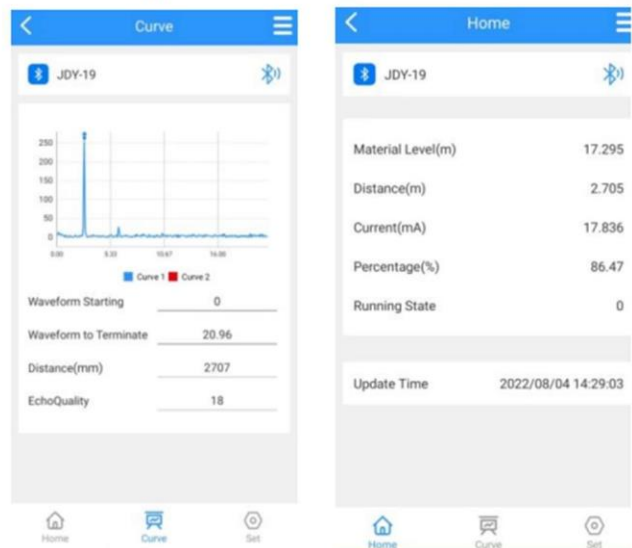 Curve
JDY-19
250
200
150
100
50
0
0.00 5.33 10.67 16.00
Curve 1 Curve 2
Waveform Starting 0
Waveform to Terminate 20.96
Distance(mm) 2707
EchoQuality 18
Home Curve Set
Home
JDY-19
Material Level(m) 17.295
Distance(m) 2.705
Current(mA) 17.836
Percentage(%) 86.47
Running State 0
Update Time 2022/08/04 14:29:03
Home Curve Set